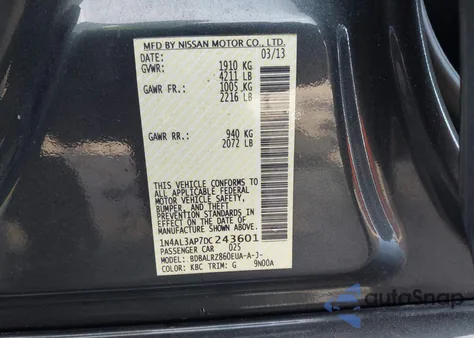 MFD BY NISSAN MOTOR CO., LTD.
DATE: 03/13
GVWR: 1910 KG
4211 LB
GAWR FR.: 1005 KG
2216 LB
GAWR RR.: 940 KG
2072 LB
THIS VEHICLE CONFORMS TO
ALL APPLICABLE FEDERAL
MOTOR VEHICLE SAFETY,
BUMPER, AND THEFT
PREVENTION STANDARDS
IN EFFECT ON THE DATE OF
MANUFACTURE SHOWN ABOVE.
1N4AL3AP7DC243601
PASSENGER CAR 025
MODEL: BDBALRZ860EUA-A-J-
COLOR: KBC TRIM: G 9N00A
autoSnap